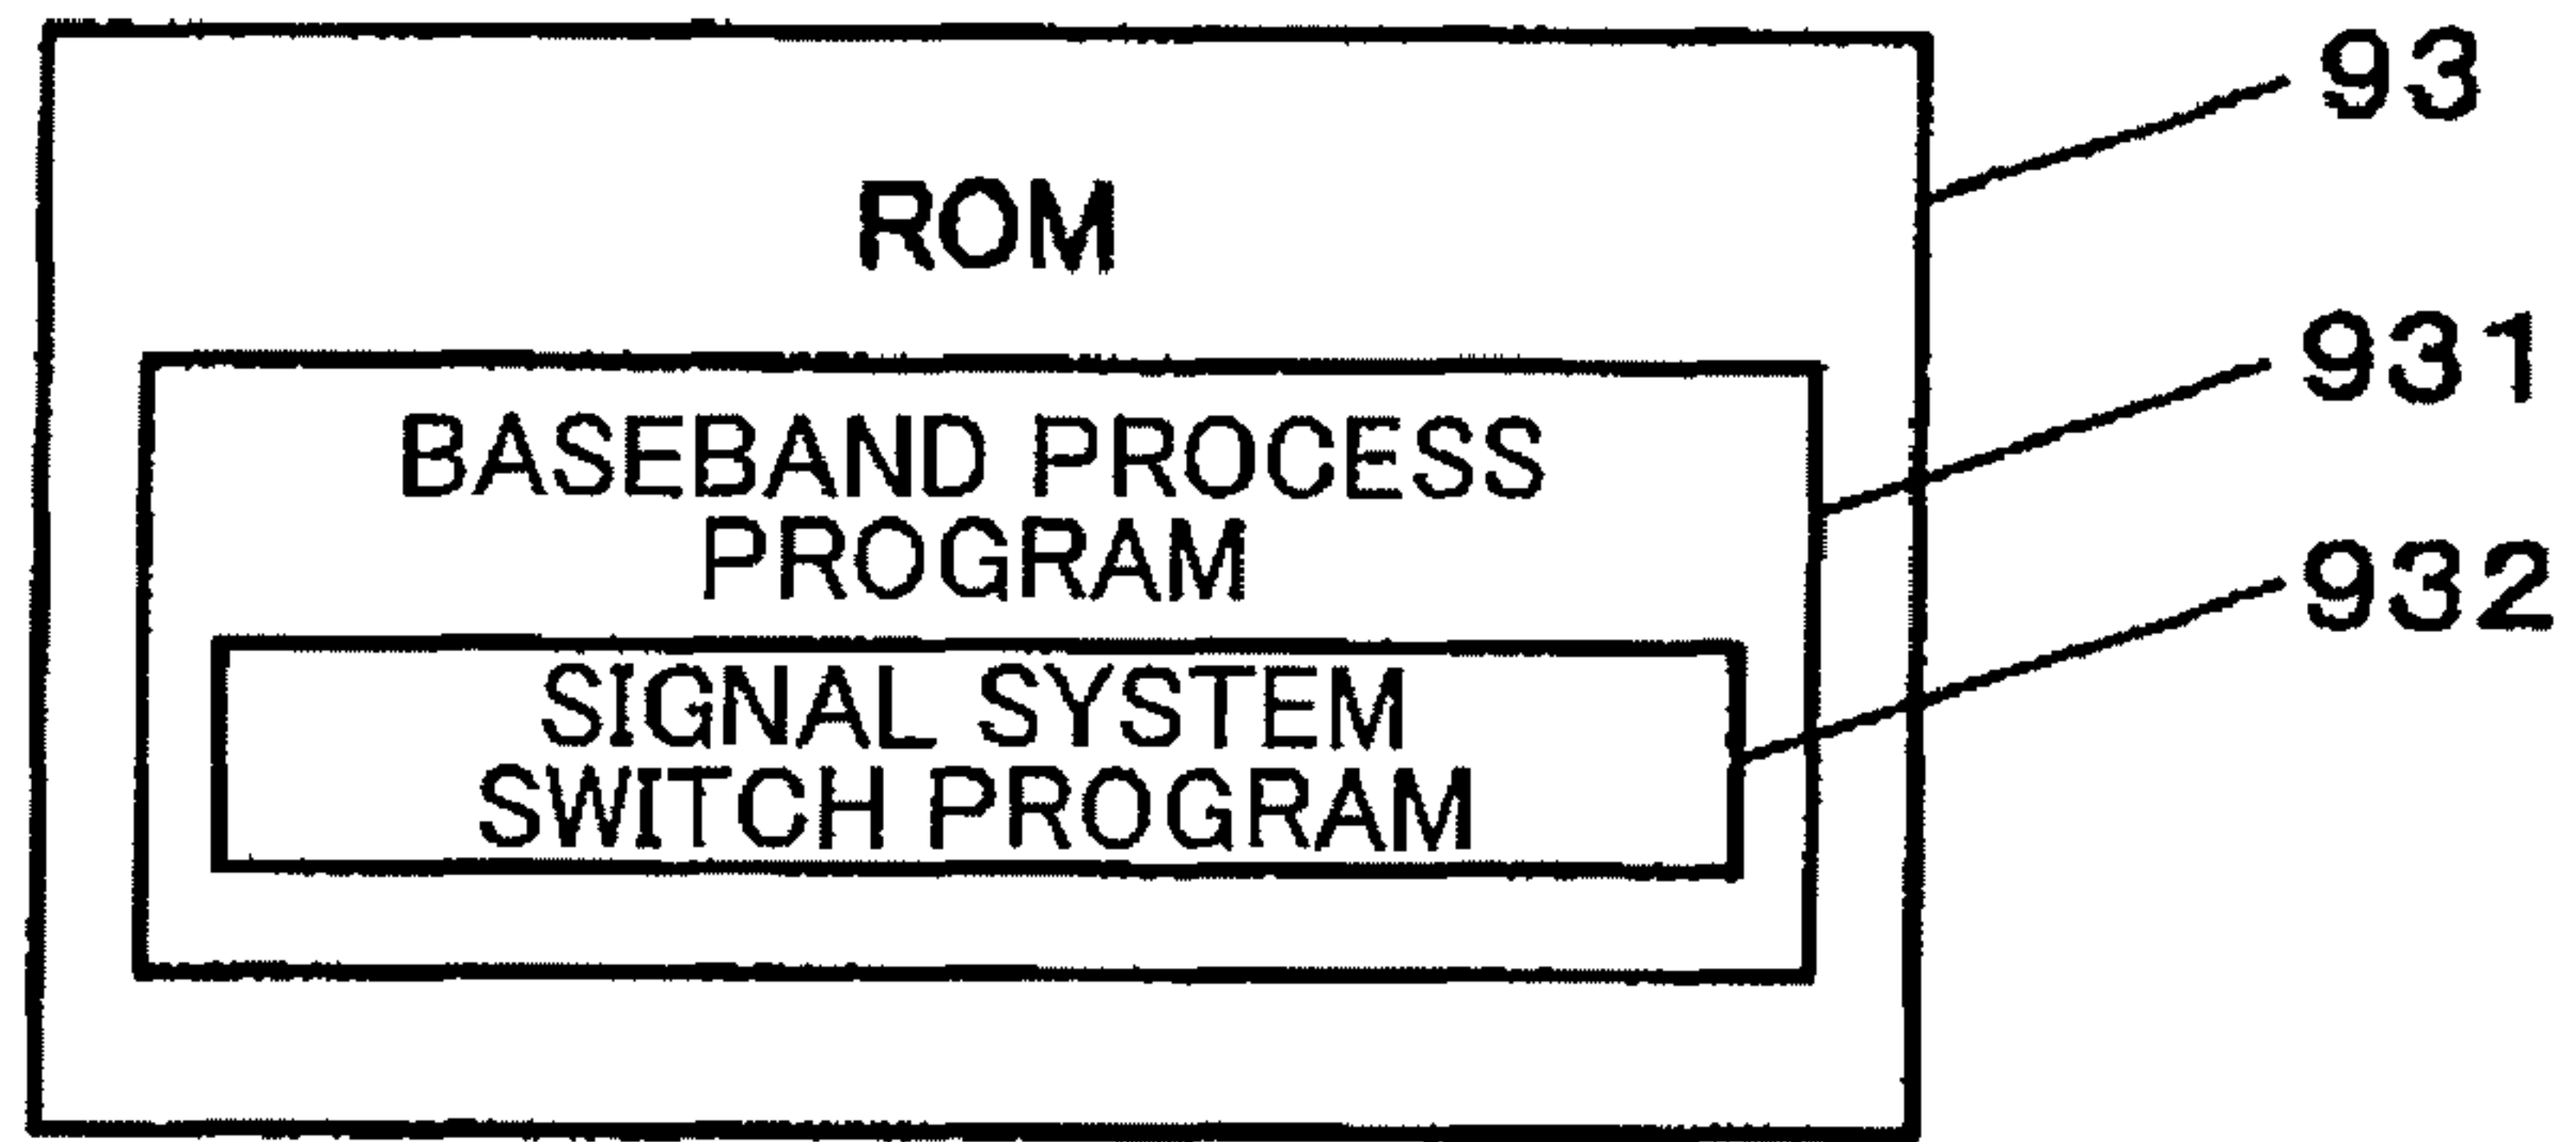 93
ROM
931
BASEBAND PROCESS
PROGRAM
932
SIGNAL SYSTEM
SWITCH PROGRAM